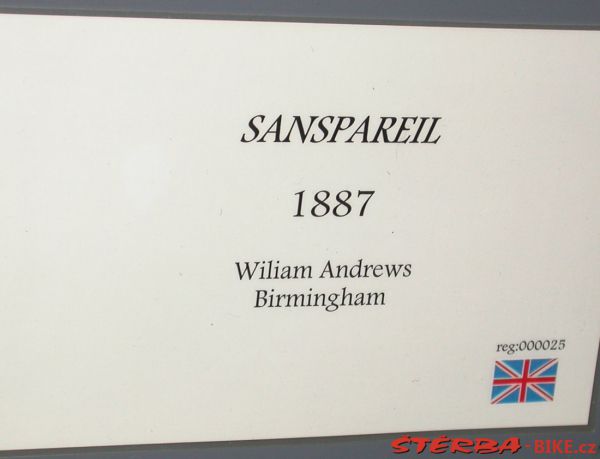 SANSPAREIL
1887
Wiliam Andrews
Birmingham
reg:000025
ŠTĚRBA-BIKE.cz